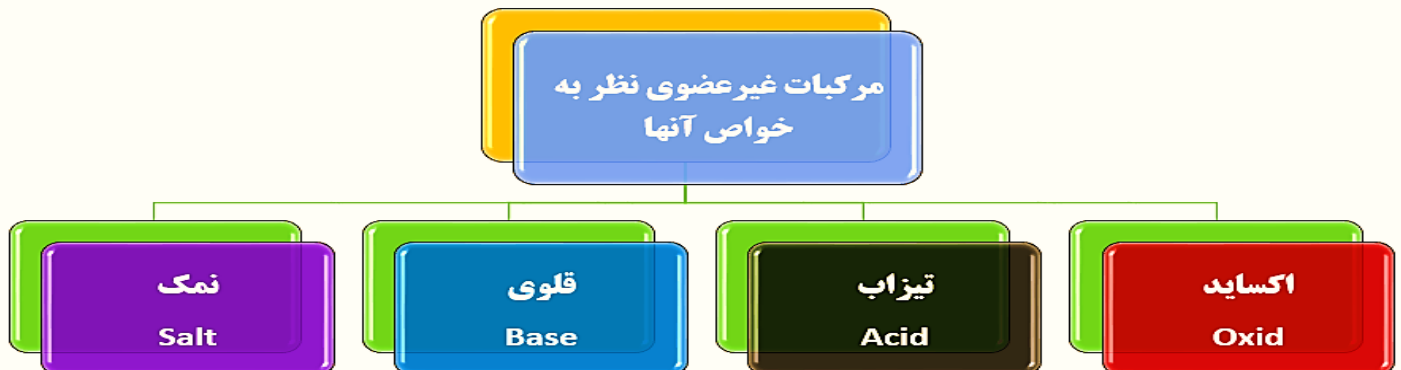 مرکبات غیرعضوی نظر به
خواص آنها
اکساید
Oxid
تیزاب
Acid
قلوی
Base
نمک
Salt